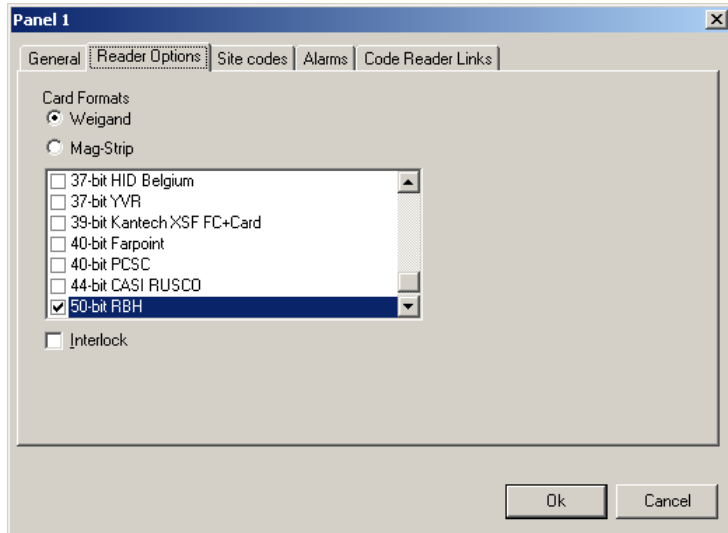 Panel 1
General Reader Options Site codes Alarms Code Reader Links
Card Formats
Weigand
Mag-Strip
37-bit HID Belgium
37-bit YVR
39-bit Kantech XSF FC+Card
40-bit Farpoint
40-bit PCSC
44-bit CASI RUSCO
50-bit RBH
Interlock
Ok Cancel